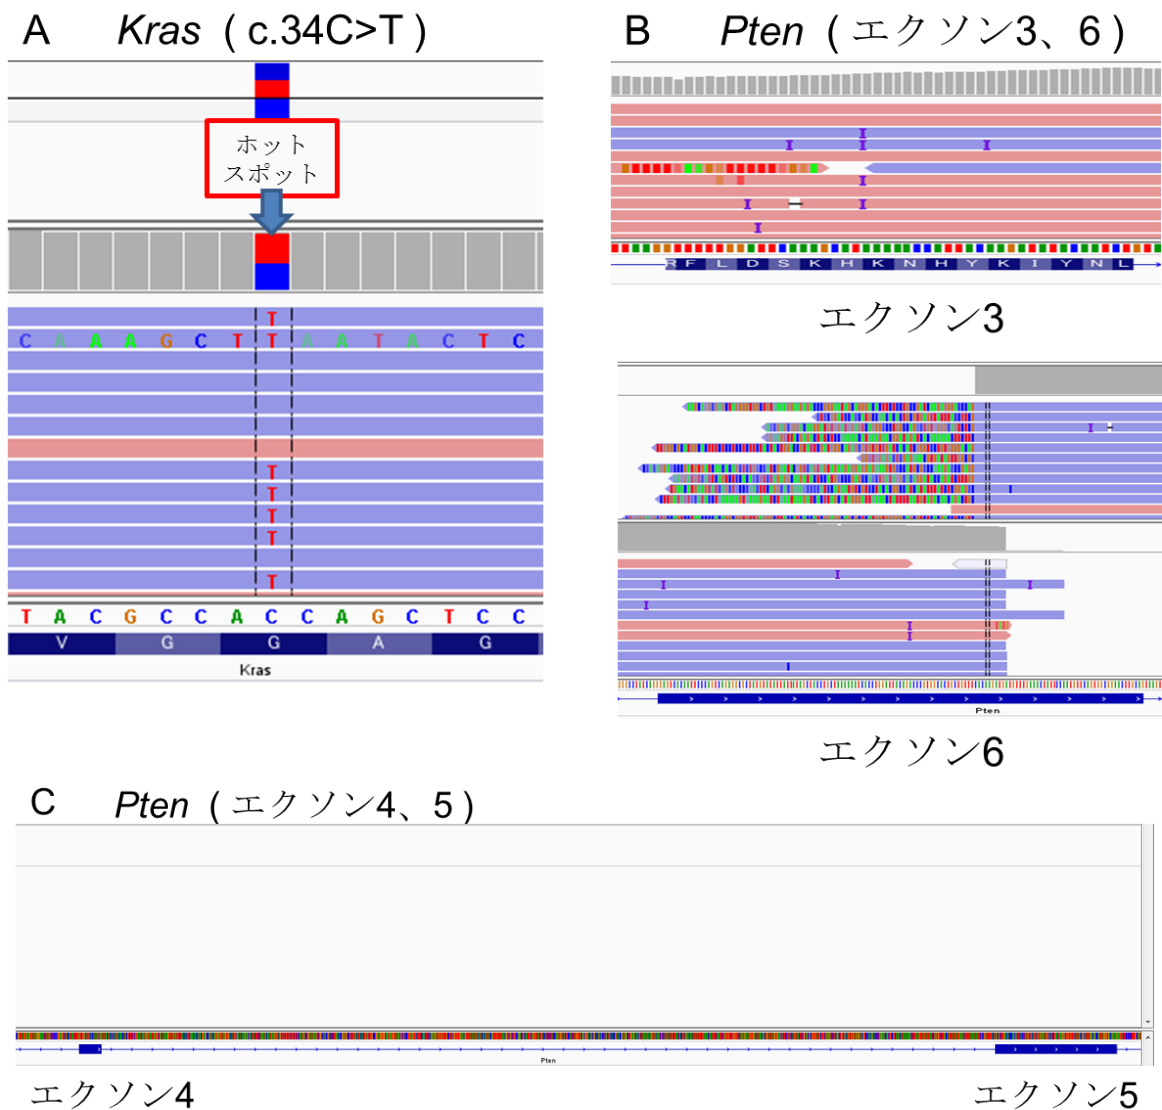 A Kras ( c.34C>T )
ホット
スポット
T
C A A A G C T T A A T A C T C
T
T
T
T
T
T A C G C C A C C A G C T C C
V G G A G
Kras
B Pten ( エクソン3、6 )
I
I I I
I
I I
I
R F L D S K H K N H Y K I Y N L
エクソン3
I
I
I I
I
I
I
Pten
エクソン6
C Pten ( エクソン4、5 )
Pten
エクソン4 エクソン5